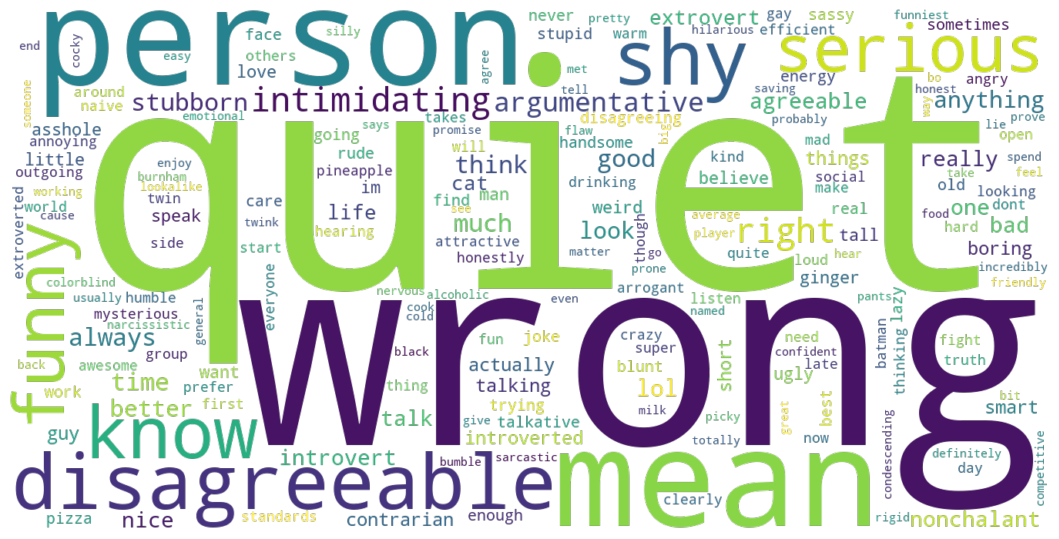 end
cocky
person
silly
easy
face
others
love
never
stupid
pretty
warm
extrovert
hilarious
gay
efficient
sassy
funniest
sometimes
shy
serious
agree
met
tell
energy
saving
probably
angry
bo
honest
way
someone
around
naive
stubborn
intimidating
argumentative
agreeable
anything
prove
asshole
annoying
little
outgoing
emotional
going
says
takes
promise
will
flaw
big
disagreeing
handsome
mad
lie
open
quiet
rude
pineapple
im
think
cat
good
kind
believe
things
social
make
really
spend
feel
take
old
looking
working
world
cause
enjoy
burnham
lookalike
twin
speak
side
care
twink
start
life
hearing
find
man
see
much
attractive
honestly
drinking
weird
look
matter
though
go
average
player
right
quite
hear
real
loud
tall
food
one
dont
hard
bad
boring
incredibly
friendly
extroverted
funny
colorblind
usually
humble
mysterious
narcissistic
general
everyone
nervous
alcoholic
cook
cold
even
prone
arrogant
listen
named
ginger
pants
lazy
wrong
always
group
back
awesome
work
time
prefer
want
first
better
black
thing
fun
joke
actually
talking
trying
give
talkative
talk
crazy
super
blunt
lol
milk
short
picky
totally
need
confident
late
ugly
great
best
now
batman
thinking
fight
truth
bit
smart
guy
know
introvert
introverted
bumble
sarcastic
enough
disagreeable
mean
clearly
condescending
definitely
day
competitive
pizza
nice
standards
contrarian
rigid
nonchalant